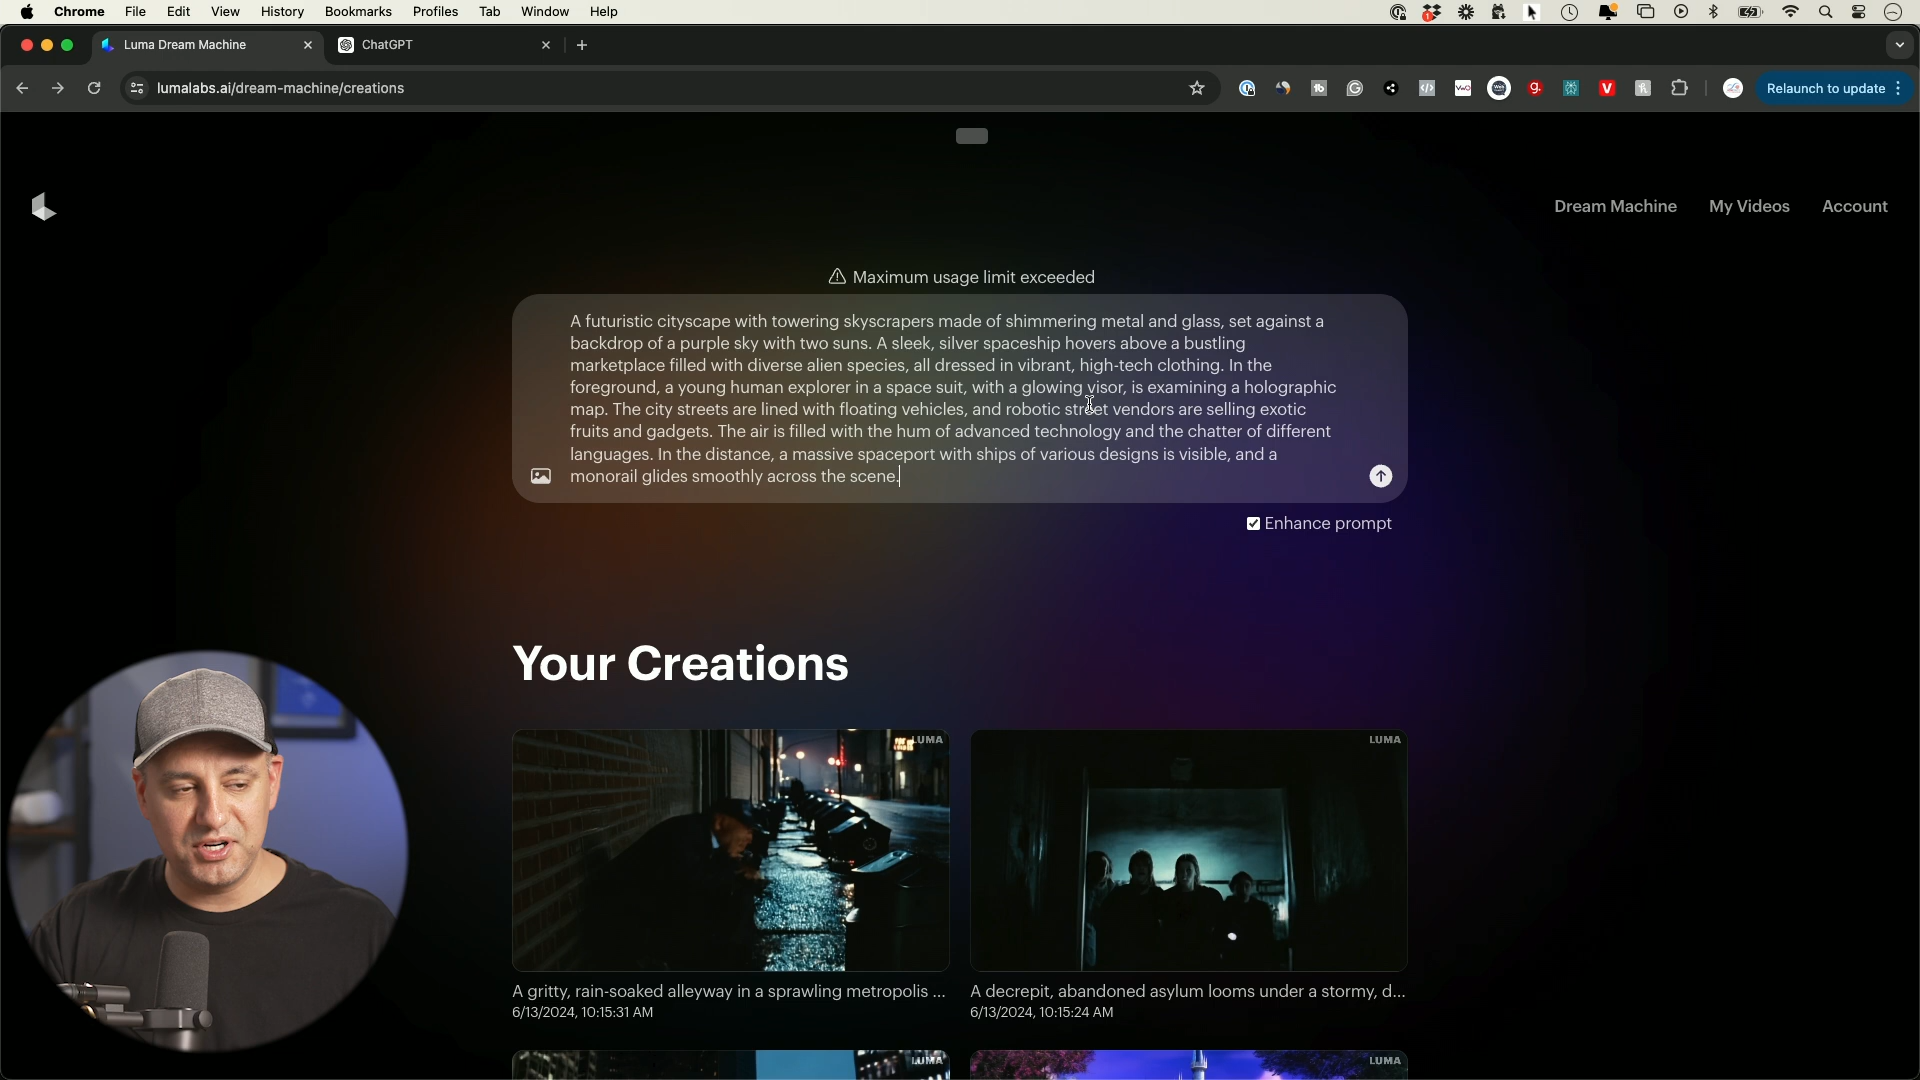 Chrome File Edit View History Bookmarks Profiles Tab Window Help
Luma Dream Machine
ChatGPT
lumalabs.ai/dream-machine/creations
Relaunch to update
Dream Machine My Videos Account
Maximum usage limit exceeded
A futuristic cityscape with towering skyscrapers made of shimmering metal and glass, set against a
backdrop of a purple sky with two suns. A sleek, silver spaceship hovers above a bustling
marketplace filled with diverse alien species, all dressed in vibrant, high-tech clothing. In the
foreground, a young human explorer in a space suit, with a glowing visor, is examining a holographic
map. The city streets are lined with floating vehicles, and robotic street vendors are selling exotic
fruits and gadgets. The air is filled with the hum of advanced technology and the chatter of different
languages. In the distance, a massive spaceport with ships of various designs is visible, and a
monorail glides smoothly across the scene.
Enhance prompt
Your Creations
LUMA
LUMA
A gritty, rain-soaked alleyway in a sprawling metropolis ...
6/13/2024, 10:15:31 AM
A decrepit, abandoned asylum looms under a stormy, d...
6/13/2024, 10:15:24 AM
LUMA
LUMA